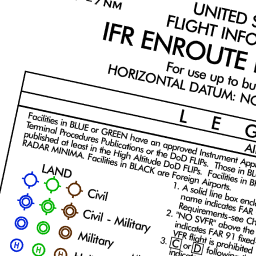 NM
UNITED S
FLIGHT INFO
IFR ENROUTE
For use up to bu
HORIZONTAL DATUM: NO
L E
Facilities in BLUE or GREEN have an approved Instrument Appr
Terminal Procedures Publications or the DoD FLIPs. Those in BL
published at least in the High Altitude DoD FLIPs. Facilities in B
RADAR MINIMA. Facilities in BLACK are Foreign Airports.
LAND
Civil
Civil - Military
Military
H H
1. A solid line box enclo
name indicates FAR
Requirements-see Ch
2. "NO SVFR" above the
indicates FAR 91 fixed
VFR flight is prohibited
3. C or D following